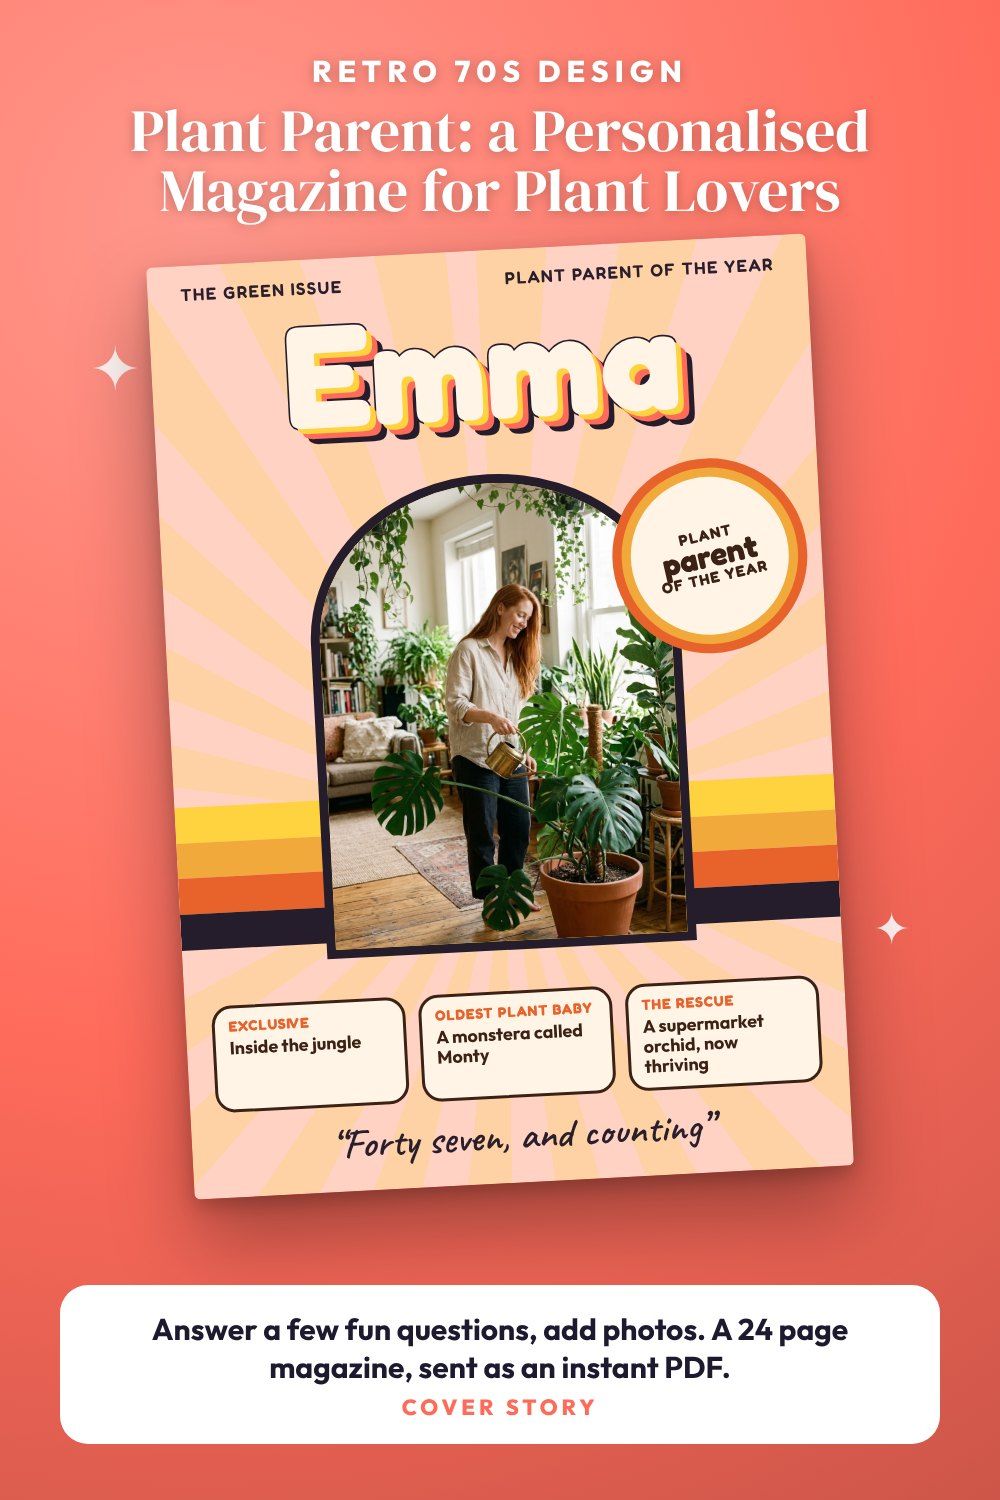 RETRO 70S DESIGN
Plant Parent: a Personalised
Magazine for Plant Lovers
THE GREEN ISSUE
PLANT PARENT OF THE YEAR
Emma
PLANT
parent
OF THE YEAR
EXCLUSIVE
Inside the jungle
OLDEST PLANT BABY
A monstera called
Monty
THE RESCUE
A supermarket
orchid, now
thriving
“Forty seven, and counting”
Answer a few fun questions, add photos. A 24 page
magazine, sent as an instant PDF.
COVER STORY